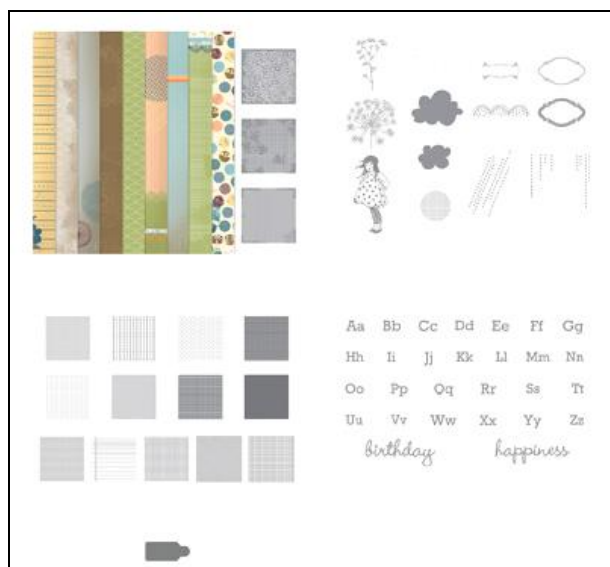 Aa Bb Cc Dd Ee Ff Gg
Hh Ii Jj Kk Ll Mm Nn
Oo Pp Qq Rr Ss Tt
Uu Vv Ww Xx Yy Zz
birthday happiness